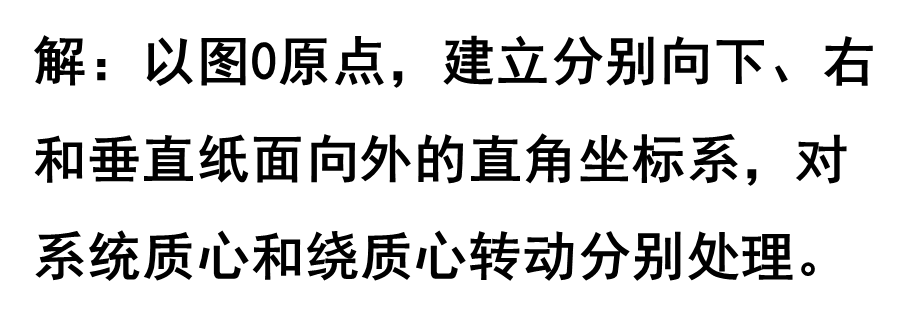 解：以图0原点，建立分别向下、右
和垂直纸面向外的直角坐标系，对
系统质心和绕质心转动分别处理。